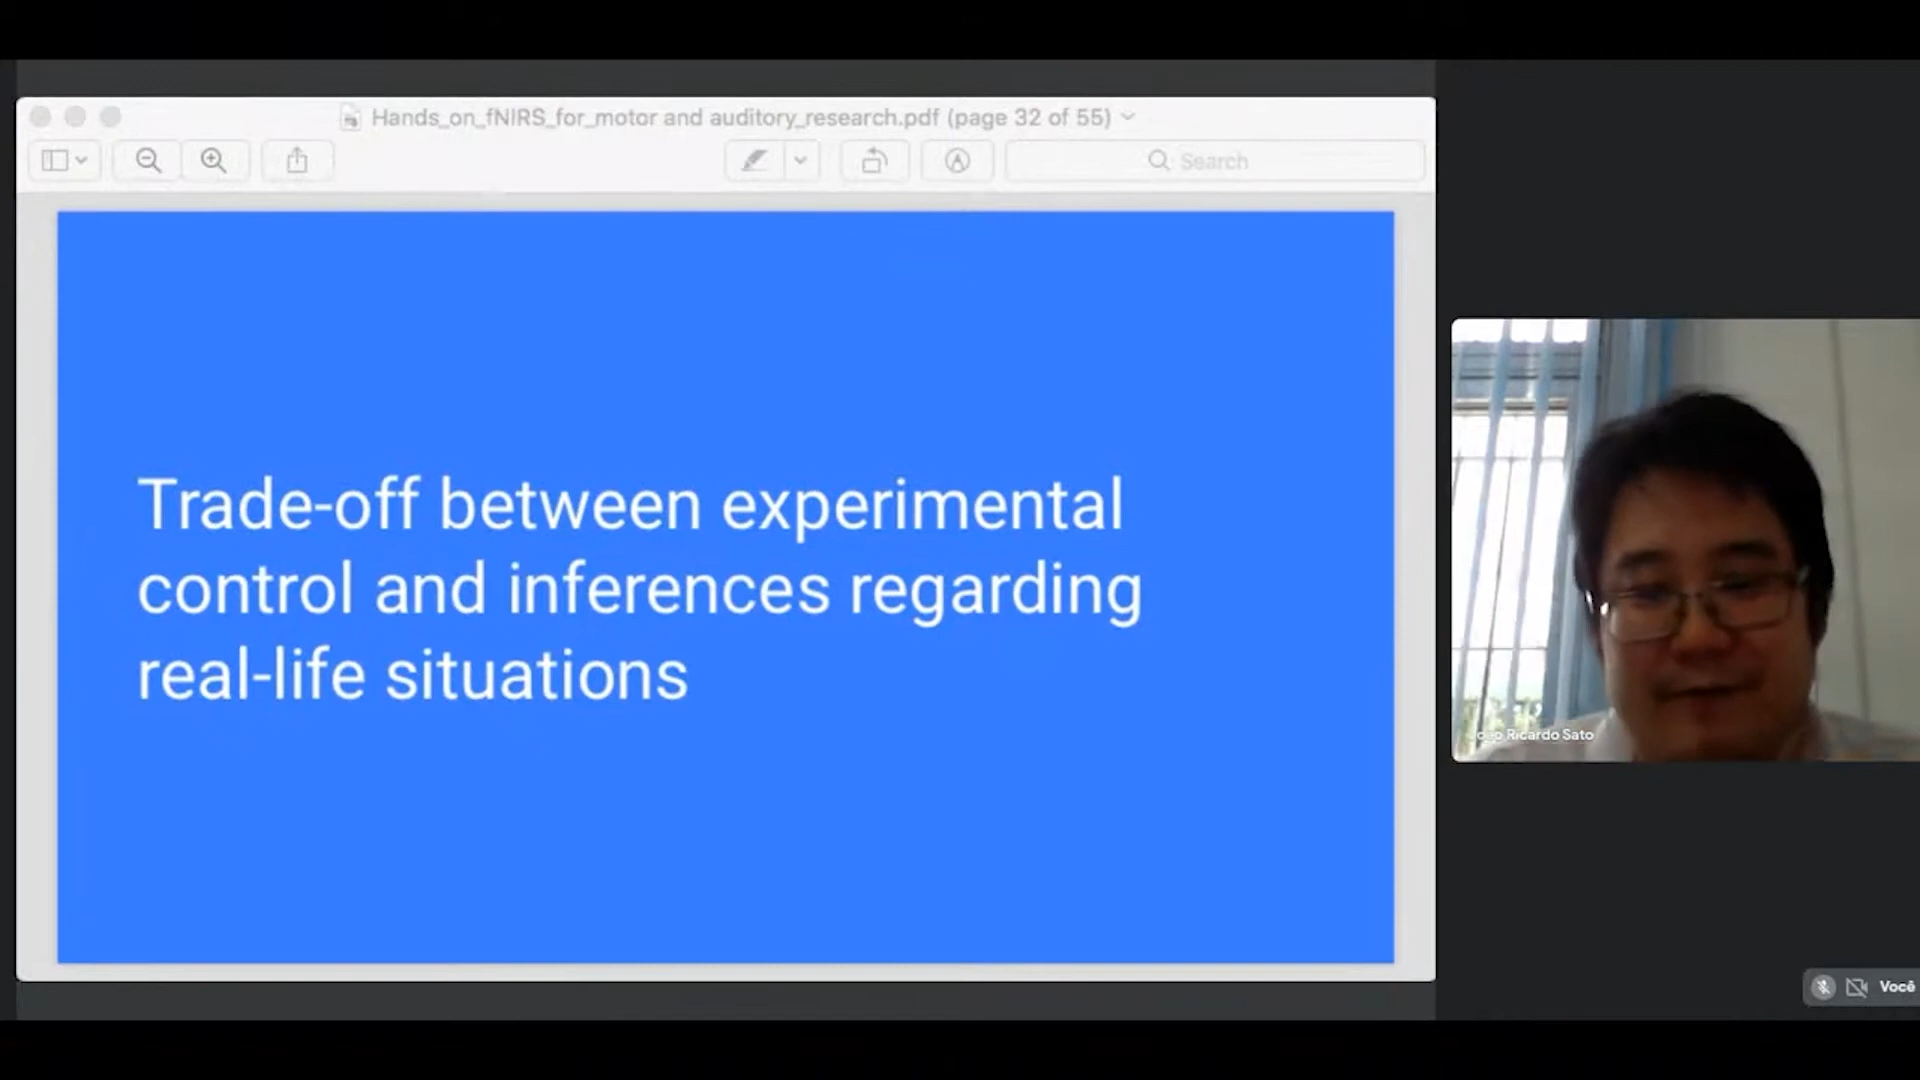 Hands_on_fNIRS_for_motor and auditory_research.pdf (page 32 of 55)
Search
Trade-off between experimental
control and inferences regarding
real-life situations
Ricardo Sato
Você